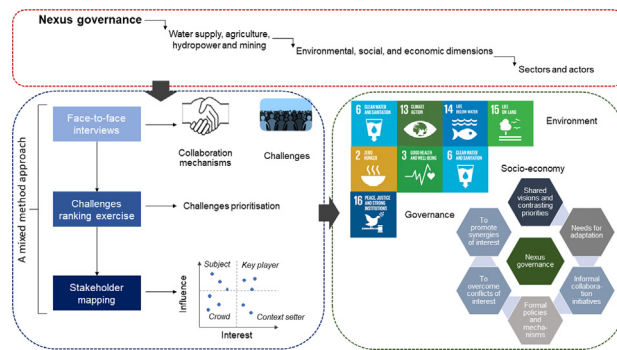 Nexus governance
Water supply, agriculture,
hydropower and mining
Environmental, social, and economic dimensions
Sectors and actors
A mixed method approach
Face-to-face
interviews
Collaboration
mechanisms
Challenges
Challenges
ranking exercise
Challenges prioritisation
Stakeholder
mapping
Influence
Subject
Key player
Crowd
Context setter
Interest
6 CLEAN WATER
AND SANITATION
13 CLIMATE
ACTION
14 LIFE
BELOW WATER
15 LIFE
ON LAND
Environment
2 ZERO
HUNGER
3 GOOD HEALTH
AND WELL-BEING
6 CLEAN WATER
AND SANITATION
Socio-economy
16 PEACE, JUSTICE
AND STRONG
INSTITUTIONS
Governance
Shared
visions and
contrasting
priorities
To
promote
synergies
of interest
Needs for
adaptation
Nexus
governance
To
overcome
conflicts of
interest
Informal
collabora-
tion
initiatives
Formal
policies and
mecha-
nisms